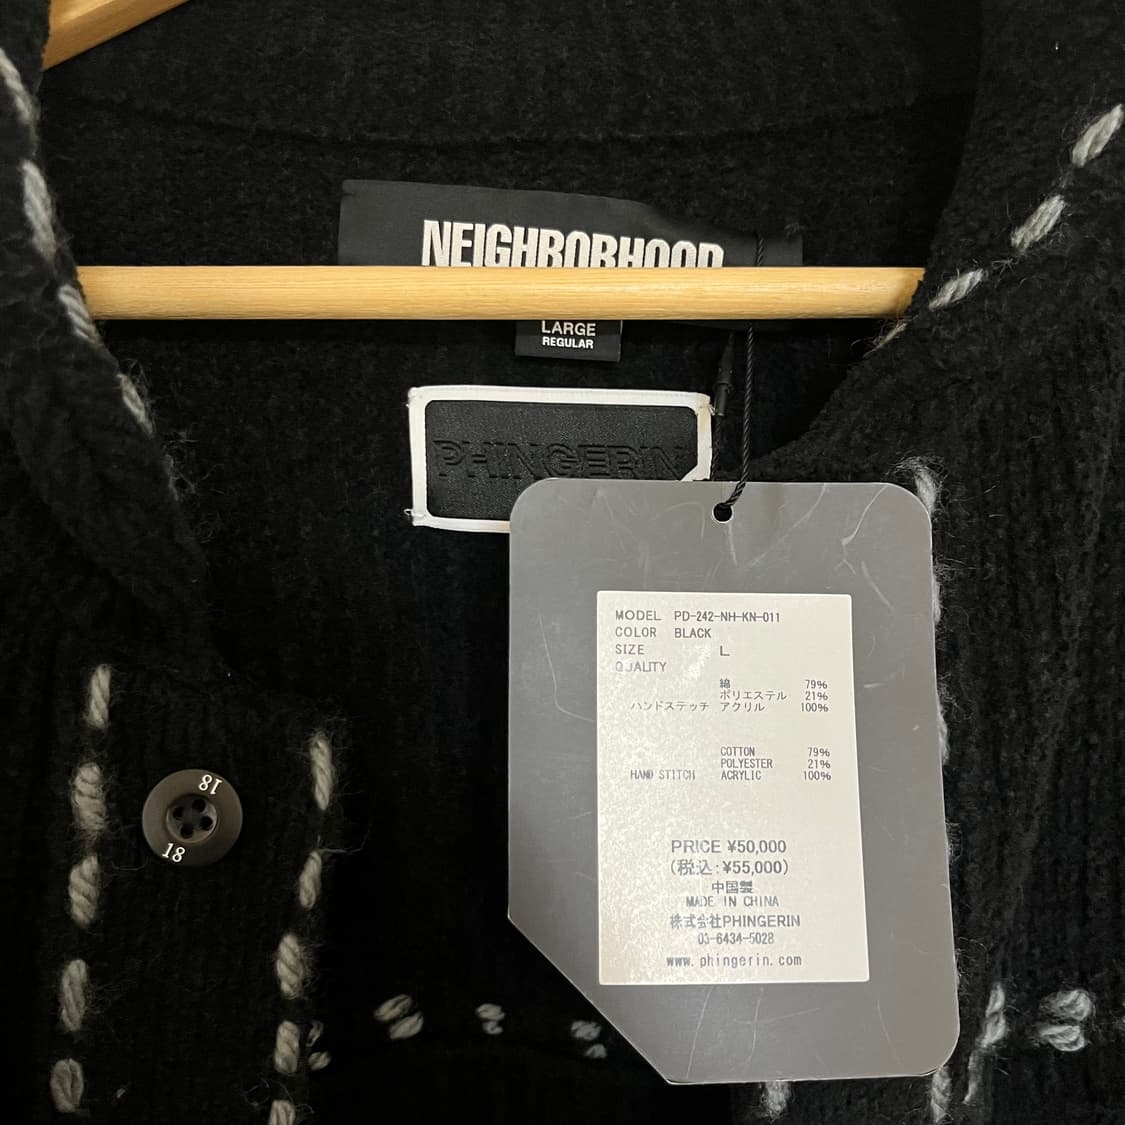 NEIGHBORHOOD
LARGE
REGULAR
PHINGERIN
MODEL PD-242-NH-KN-011
COLOR BLACK
SIZE L
QUALITY
綿 79%
ポリエステル 21%
ハンドステッチ アクリル 100%
COTTON 79%
POLYESTER 21%
HAND STITCH ACRYLIC 100%
18
18
PRICE ¥50,000
(税込:¥55,000)
中国製
MADE IN CHINA
株式会社PHINGERIN
03-6434-5028
www.phingerin.com